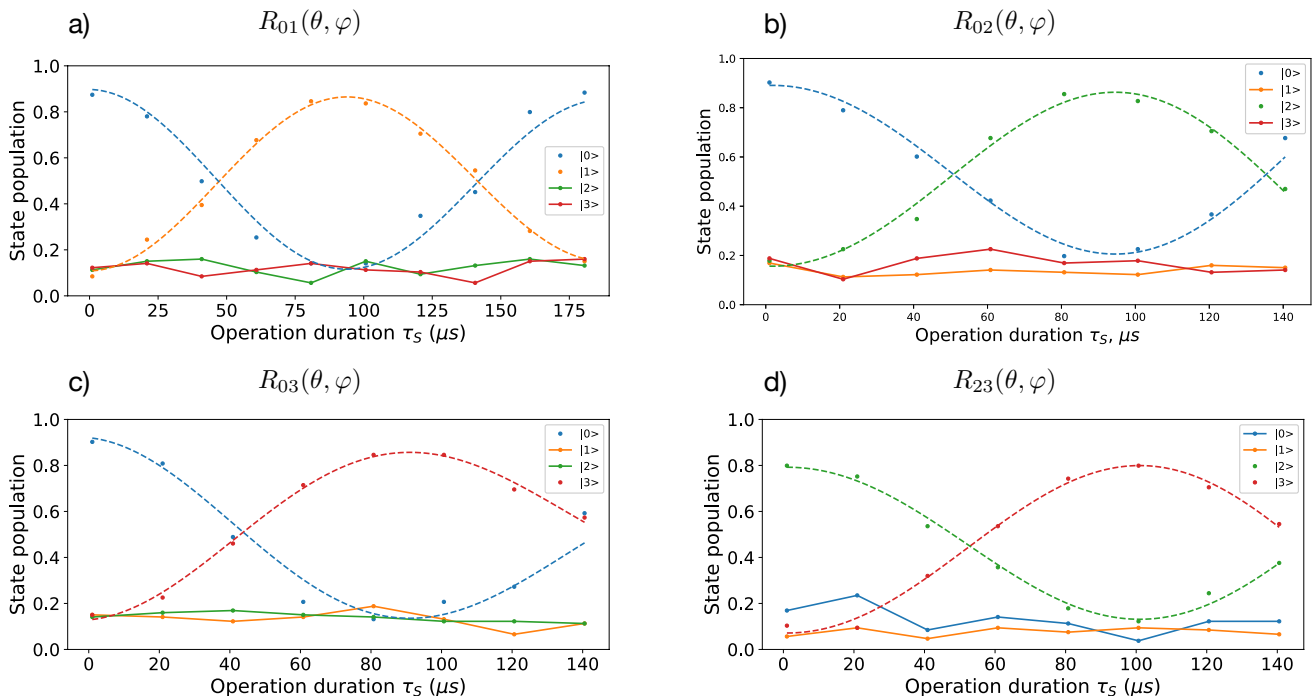 a)
R₀₁(θ, φ)
State population
1.0
0.8
0.6
0.4
0.2
0.0
|0>
|1>
|2>
|3>
0 25 50 75 100 125 150 175
Operation duration τ_S (μs)
b)
R₀₂(θ, φ)
State population
1.0
0.8
0.6
0.4
0.2
0.0
|0>
|1>
|2>
|3>
0 20 40 60 80 100 120 140
Operation duration τ_S, μs
c)
R₀₃(θ, φ)
State population
1.0
0.8
0.6
0.4
0.2
0.0
|0>
|1>
|2>
|3>
0 20 40 60 80 100 120 140
Operation duration τ_S (μs)
d)
R₂₃(θ, φ)
State population
1.0
0.8
0.6
0.4
0.2
0.0
|0>
|1>
|2>
|3>
0 20 40 60 80 100 120 140
Operation duration τ_S (μs)